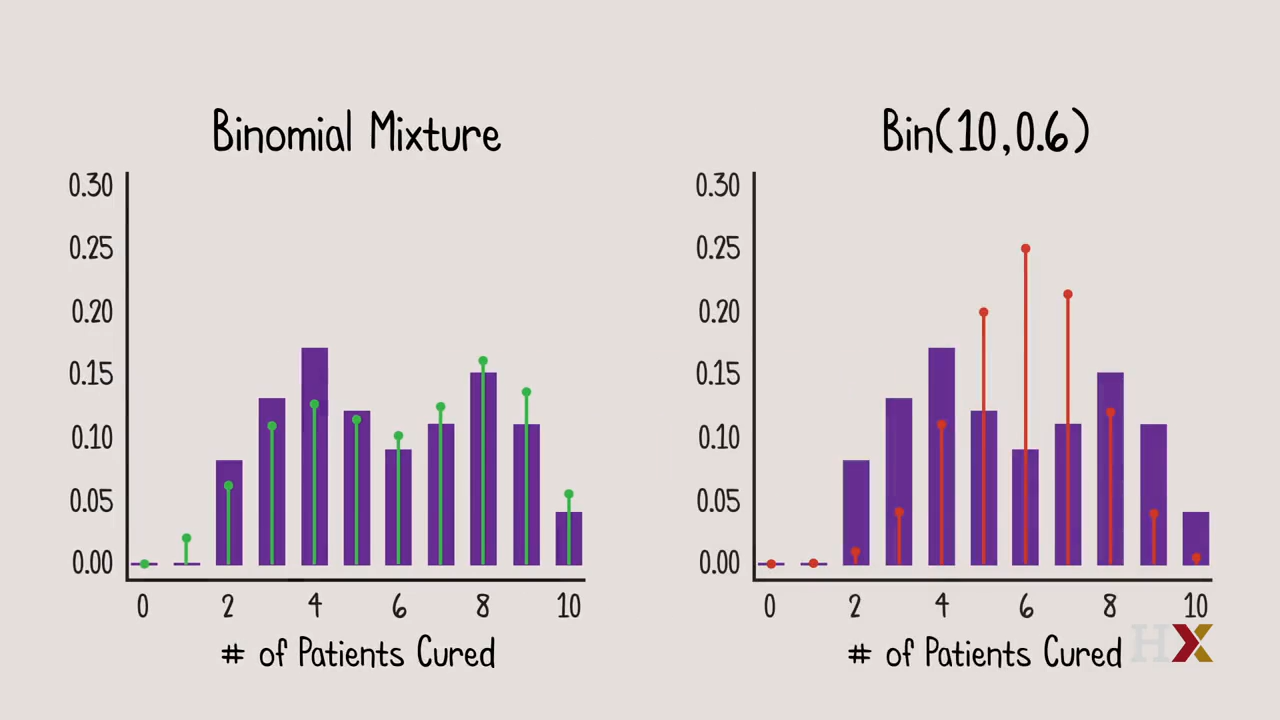 Binomial Mixture
0.30
0.25
0.20
0.15
0.10
0.05
0.00
0 2 4 6 8 10
# of Patients Cured
Bin(10,0.6)
0.30
0.25
0.20
0.15
0.10
0.05
0.00
0 2 4 6 8 10
# of Patients Cured
HX